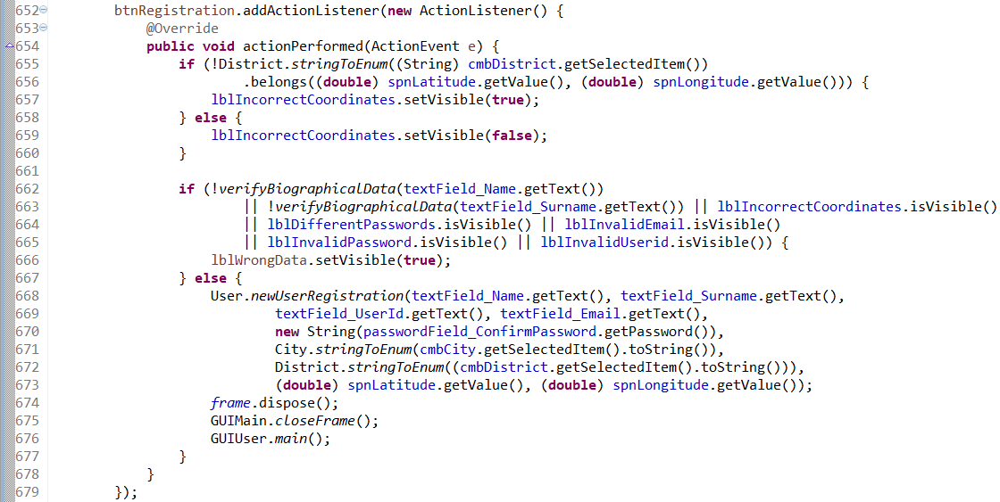 652 btnRegistration.addActionListener(new ActionListener() {
653 @Override
654 public void actionPerformed(ActionEvent e) {
655 if (!District.stringToEnum((String) cmbDistrict.getSelectedItem())
656 .belongs((double) spnLatitude.getValue(), (double) spnLongitude.getValue())) {
657 lblIncorrectCoordinates.setVisible(true);
658 } else {
659 lblIncorrectCoordinates.setVisible(false);
660 }
661
662 if (!verifyBiographicalData(textField_Name.getText())
663 || !verifyBiographicalData(textField_Surname.getText()) || lblIncorrectCoordinates.isVisible()
664 || lblDifferentPasswords.isVisible() || lblInvalidEmail.isVisible()
665 || lblInvalidPassword.isVisible() || lblInvalidUserid.isVisible()) {
666 lblWrongData.setVisible(true);
667 } else {
668 User.newUserRegistration(textField_Name.getText(), textField_Surname.getText(),
669 textField_UserId.getText(), textField_Email.getText(),
670 new String(passwordField_ConfirmPassword.getPassword()),
671 City.stringToEnum(cmbCity.getSelectedItem().toString()),
672 District.stringToEnum((cmbDistrict.getSelectedItem().toString())),
673 (double) spnLatitude.getValue(), (double) spnLongitude.getValue());
674 frame.dispose();
675 GUIMain.closeFrame();
676 GUIUser.main();
677 }
678 }
679 });